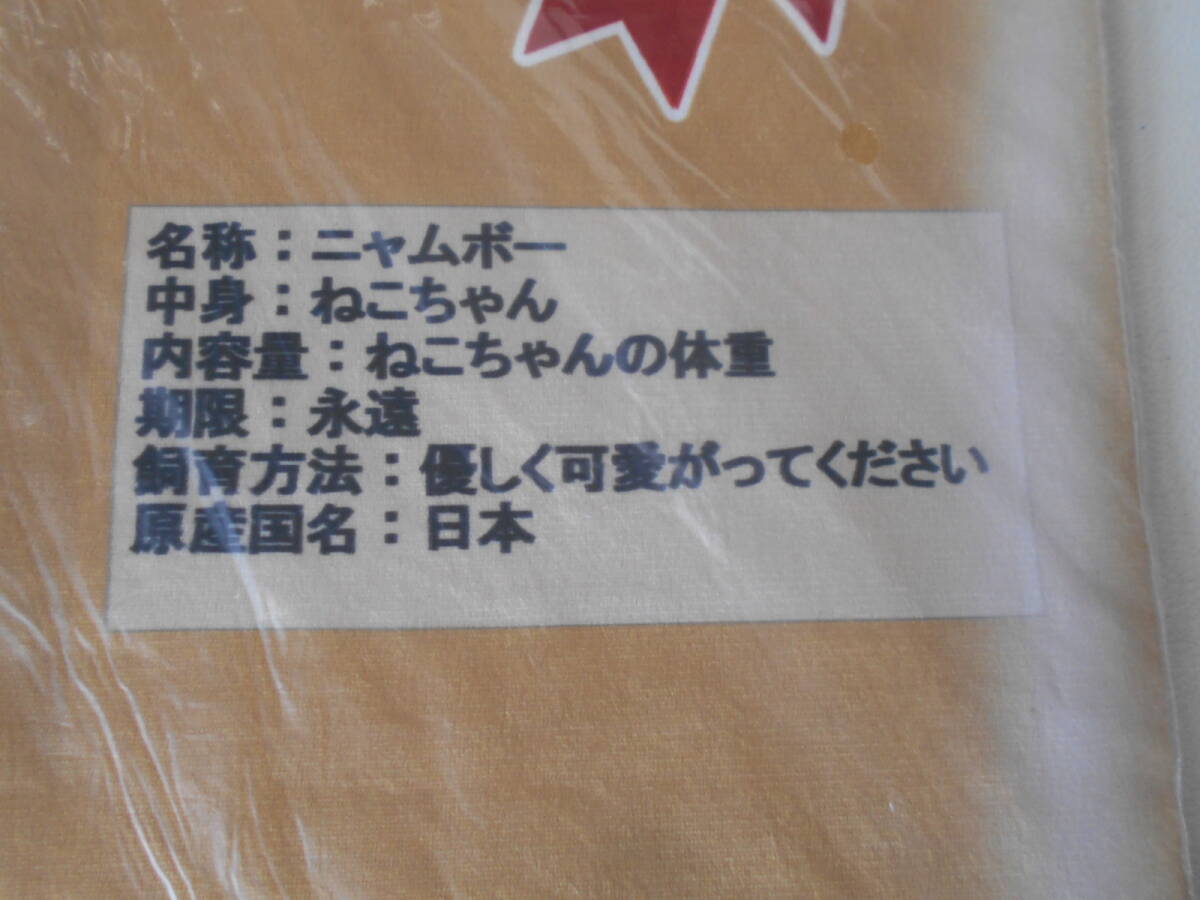 名称：ニャムボー
中身：ねこちゃん
内容量：ねこちゃんの体重
期限：永遠
飼育方法：優しく可愛がってください
原産国名：日本